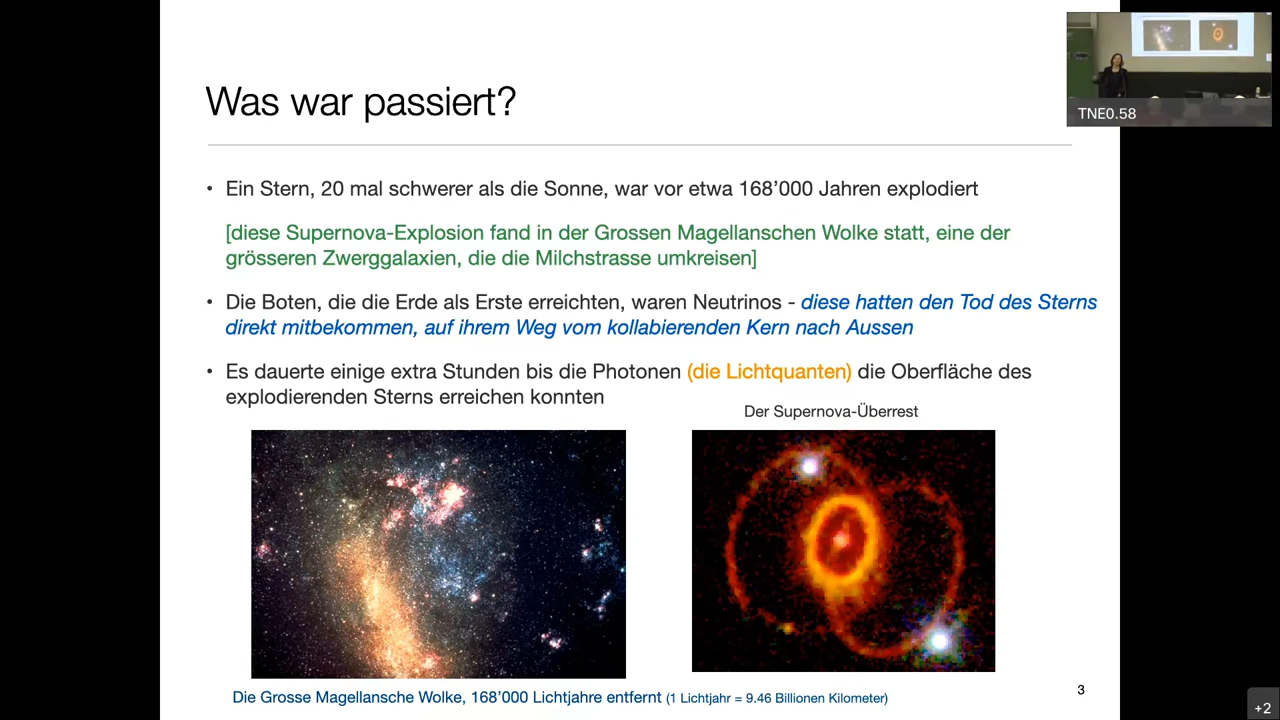 Was war passiert?
TNE0.58
• Ein Stern, 20 mal schwerer als die Sonne, war vor etwa 168’000 Jahren explodiert
[diese Supernova-Explosion fand in der Grossen Magellanschen Wolke statt, eine der
grösseren Zwerggalaxien, die die Milchstrasse umkreisen]
• Die Boten, die die Erde als Erste erreichten, waren Neutrinos - diese hatten den Tod des Sterns
direkt mitbekommen, auf ihrem Weg vom kollabierenden Kern nach Aussen
• Es dauerte einige extra Stunden bis die Photonen (die Lichtquanten) die Oberfläche des
explodierenden Sterns erreichen konnten
Der Supernova-Überrest
Die Grosse Magellansche Wolke, 168’000 Lichtjahre entfernt (1 Lichtjahr = 9.46 Billionen Kilometer)
3
+2